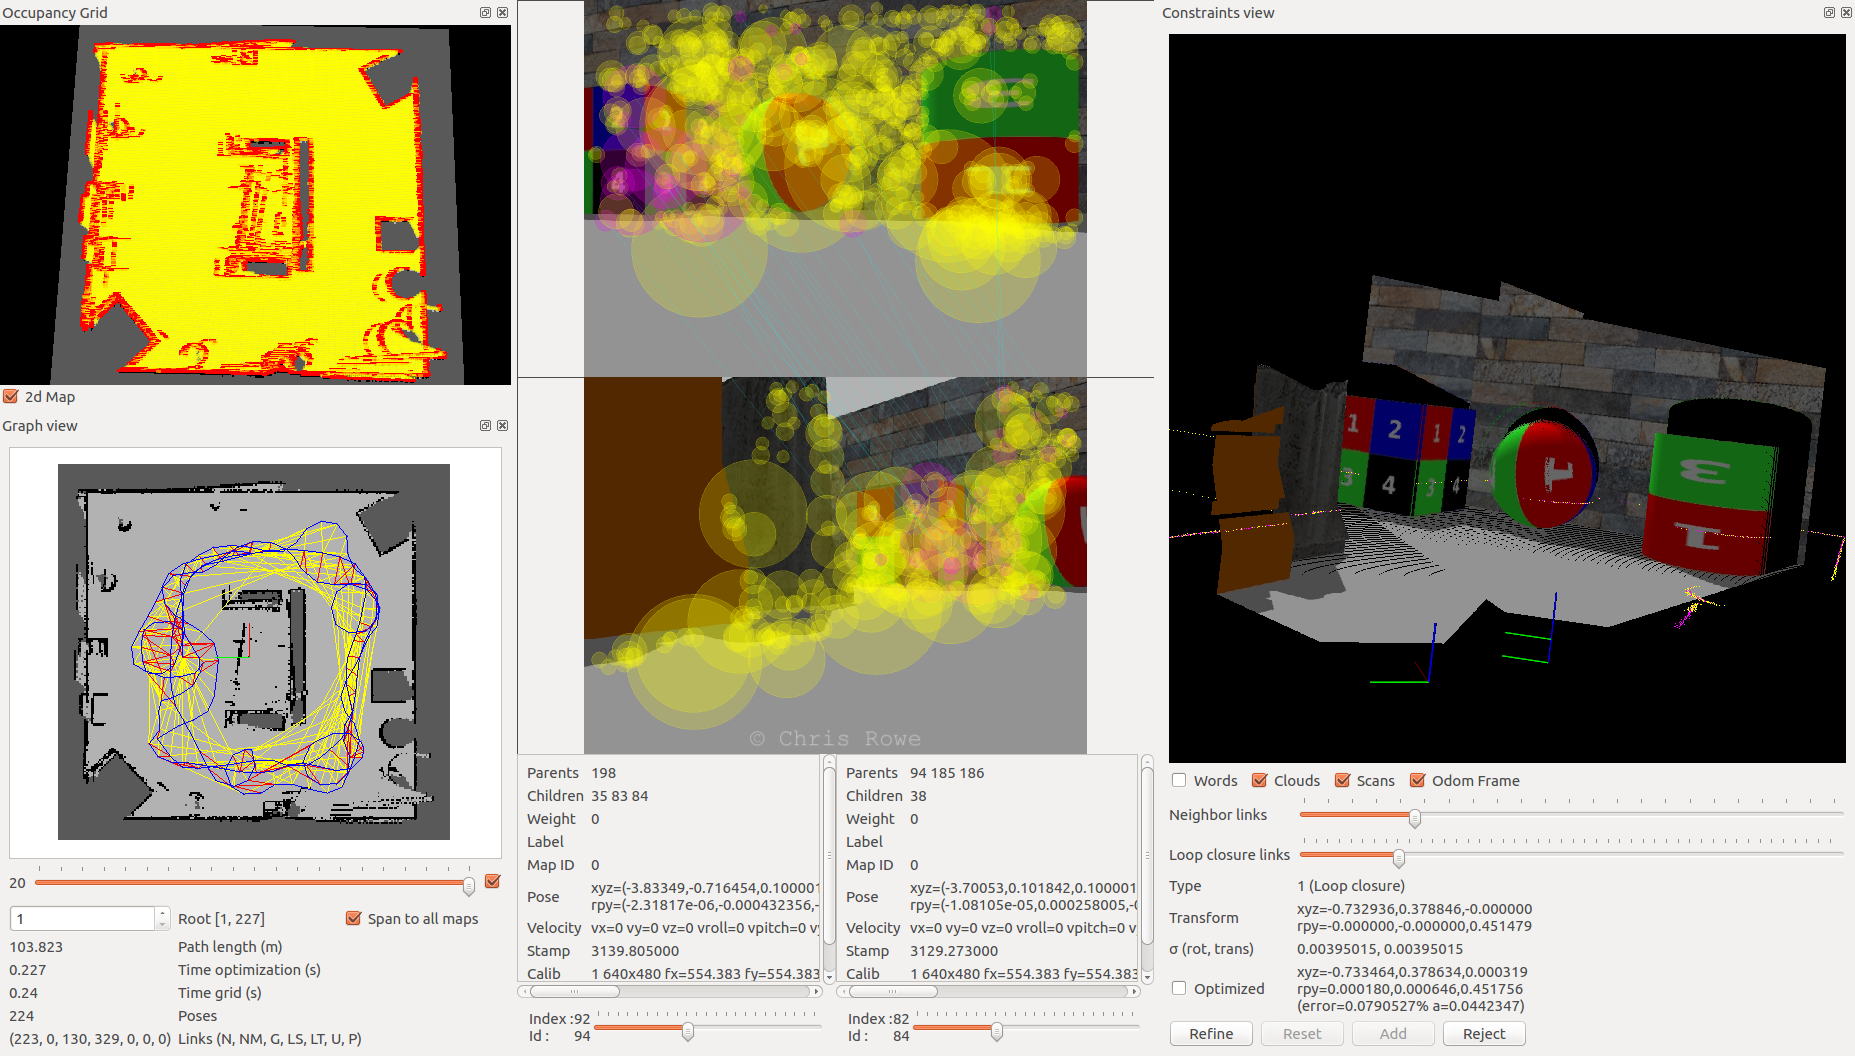 Occupancy Grid
2d Map
Graph view
20
1 Root [1, 227] Span to all maps
103.823 Path length (m)
0.227 Time optimization (s)
0.24 Time grid (s)
224 Poses
(223, 0, 130, 329, 0, 0, 0) Links (N, NM, G, LS, LT, U, P)
4
© Chris Rowe
Parents 198
Children 35 83 84
Weight 0
Label
Map ID 0
Pose xyz=(-3.83349,-0.716454,0.100001
rpy=(-2.31817e-06,-0.000432356,-
Velocity vx=0 vy=0 vz=0 vroll=0 vpitch=0 vy
Stamp 3139.805000
Calib 1 640x480 fx=554.383 fy=554.383
Index :92
Id : 94
Parents 94 185 186
Children 38
Weight 0
Label
Map ID 0
Pose xyz=(-3.70053,0.101842,0.100001
rpy=(-1.08105e-05,0.000258005,-0
Velocity vx=0 vy=0 vz=0 vroll=0 vpitch=0 vy
Stamp 3129.273000
Calib 1 640x480 fx=554.383 fy=554.383
Index :82
Id : 84
Constraints view
1 2 1 2
3 4 3 4
1 3
1
Words Clouds Scans Odom Frame
Neighbor links
Loop closure links
Type 1 (Loop closure)
Transform xyz=-0.732936,0.378846,-0.000000
rpy=-0.000000,-0.000000,0.451479
σ (rot, trans) 0.00395015, 0.00395015
Optimized xyz=-0.733464,0.378634,0.000319
rpy=0.000180,0.000646,0.451756
(error=0.0790527% a=0.0442347)
Refine Reset Add Reject